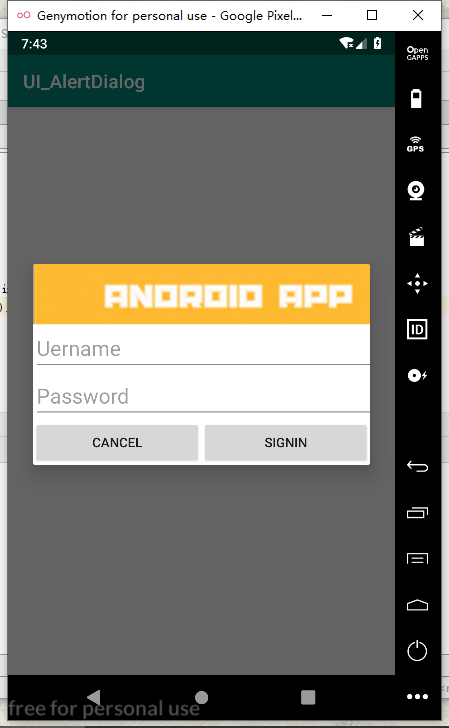 Genymotion for personal use - Google Pixel...
7:43
Open
GAPPS
UI_AlertDialog
GPS
ANDROID APP
Uername
ID
Password
CANCEL
SIGNIN
free for personal use